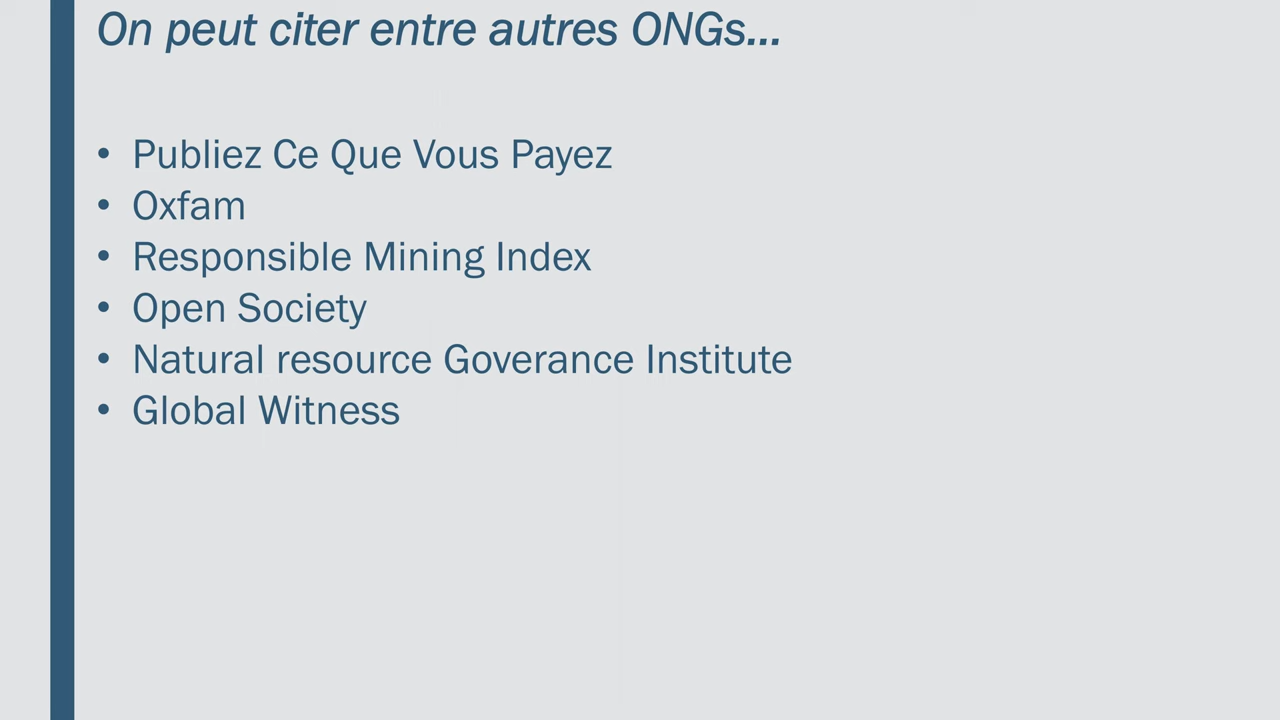 On peut citer entre autres ONGs...
• Publiez Ce Que Vous Payez
• Oxfam
• Responsible Mining Index
• Open Society
• Natural resource Goverance Institute
• Global Witness